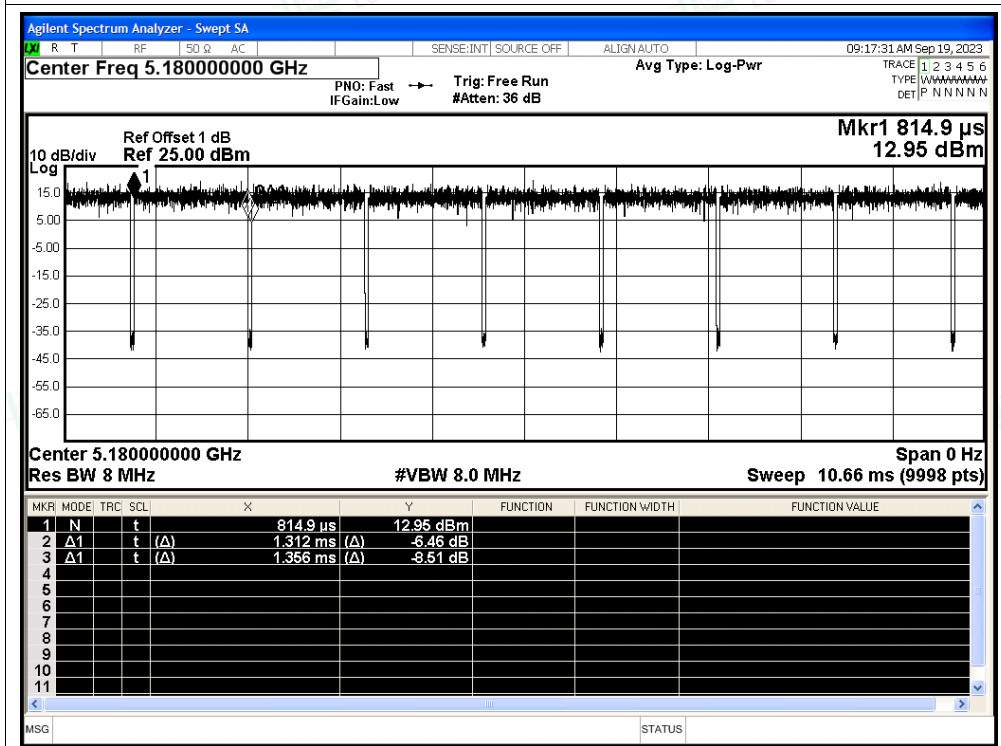 Agilent Spectrum Analyzer - Swept SA
LXI R T RF 50 Ω AC SENSE:INT SOURCE OFF ALIGN AUTO 09:17:31 AM Sep 19, 2023
Center Freq 5.180000000 GHz Avg Type: Log-Pwr TRACE 1 2 3 4 5 6
PNO: Fast Trig: Free Run TYPE WWWWWW
IFGain:Low #Atten: 36 dB DET P N N N N N
Mkr1 814.9 µs
Ref Offset 1 dB
10 dB/div Ref 25.00 dBm 12.95 dBm
Log
1
15.0
5.00
-5.00
-15.0
-25.0
-35.0
-45.0
-55.0
-65.0
Center 5.180000000 GHz Span 0 Hz
Res BW 8 MHz #VBW 8.0 MHz Sweep 10.66 ms (9998 pts)
MKR MODE TRC SCL X Y FUNCTION FUNCTION WIDTH FUNCTION VALUE
1 N t 814.9 µs 12.95 dBm
2 Δ1 t (Δ) 1.312 ms (Δ) -6.46 dB
3 Δ1 t (Δ) 1.356 ms (Δ) -8.51 dB
4
5
6
7
8
9
10
11
MSG STATUS